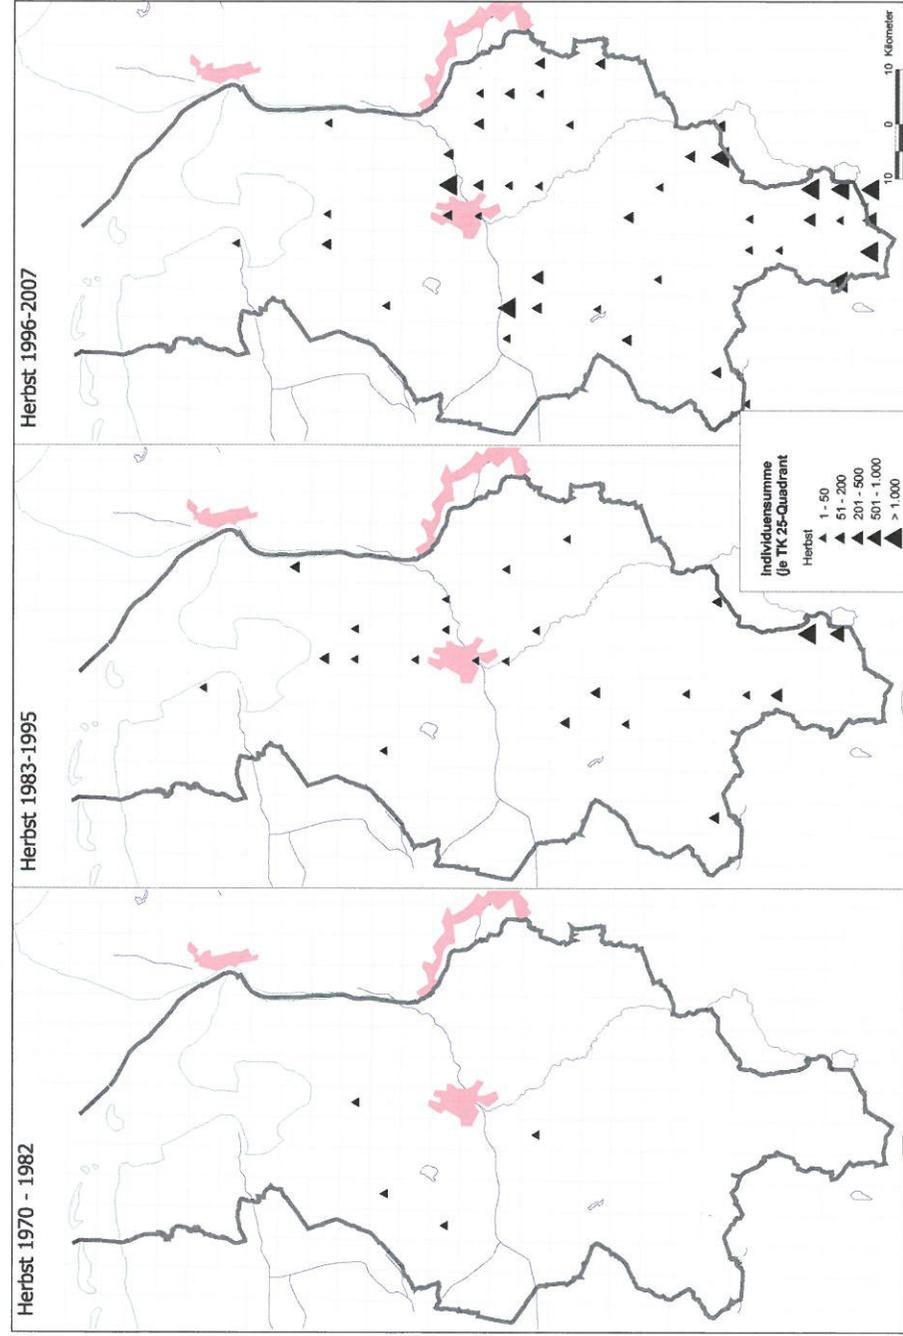 Herbst 1970 - 1982
Herbst 1983-1995
Herbst 1996-2007
Individuensumme
(je TK 25-Quadrant
Herbst
1 - 50
51 - 200
201 - 500
501 - 1.000
> 1.000
10 0 10 Kilometer